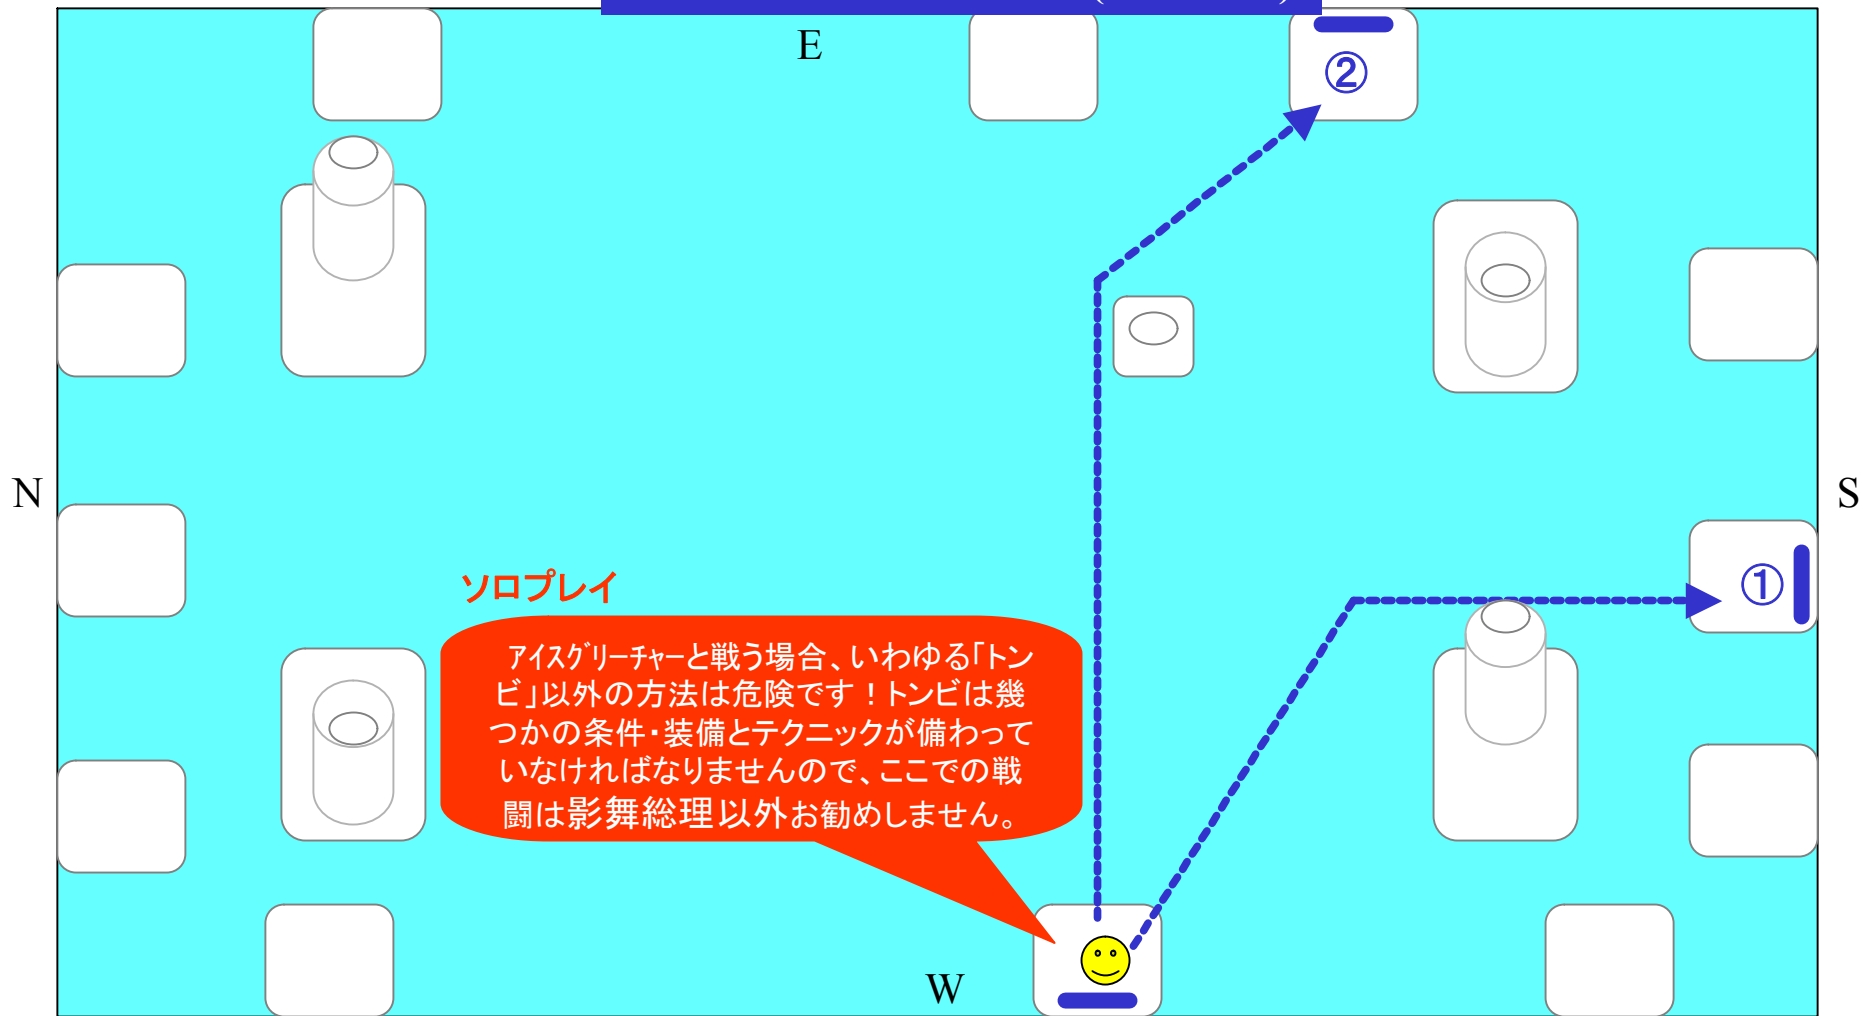 E
②
N
S
ソロプレイ
①
アイスグリーチャーと戦う場合、いわゆる「トン
ビ」以外の方法は危険です！トンビは幾
つかの条件・装備とテクニックが備わって
いなければなりませんので、ここでの戦
闘は影舞総理以外お勧めしません。
W